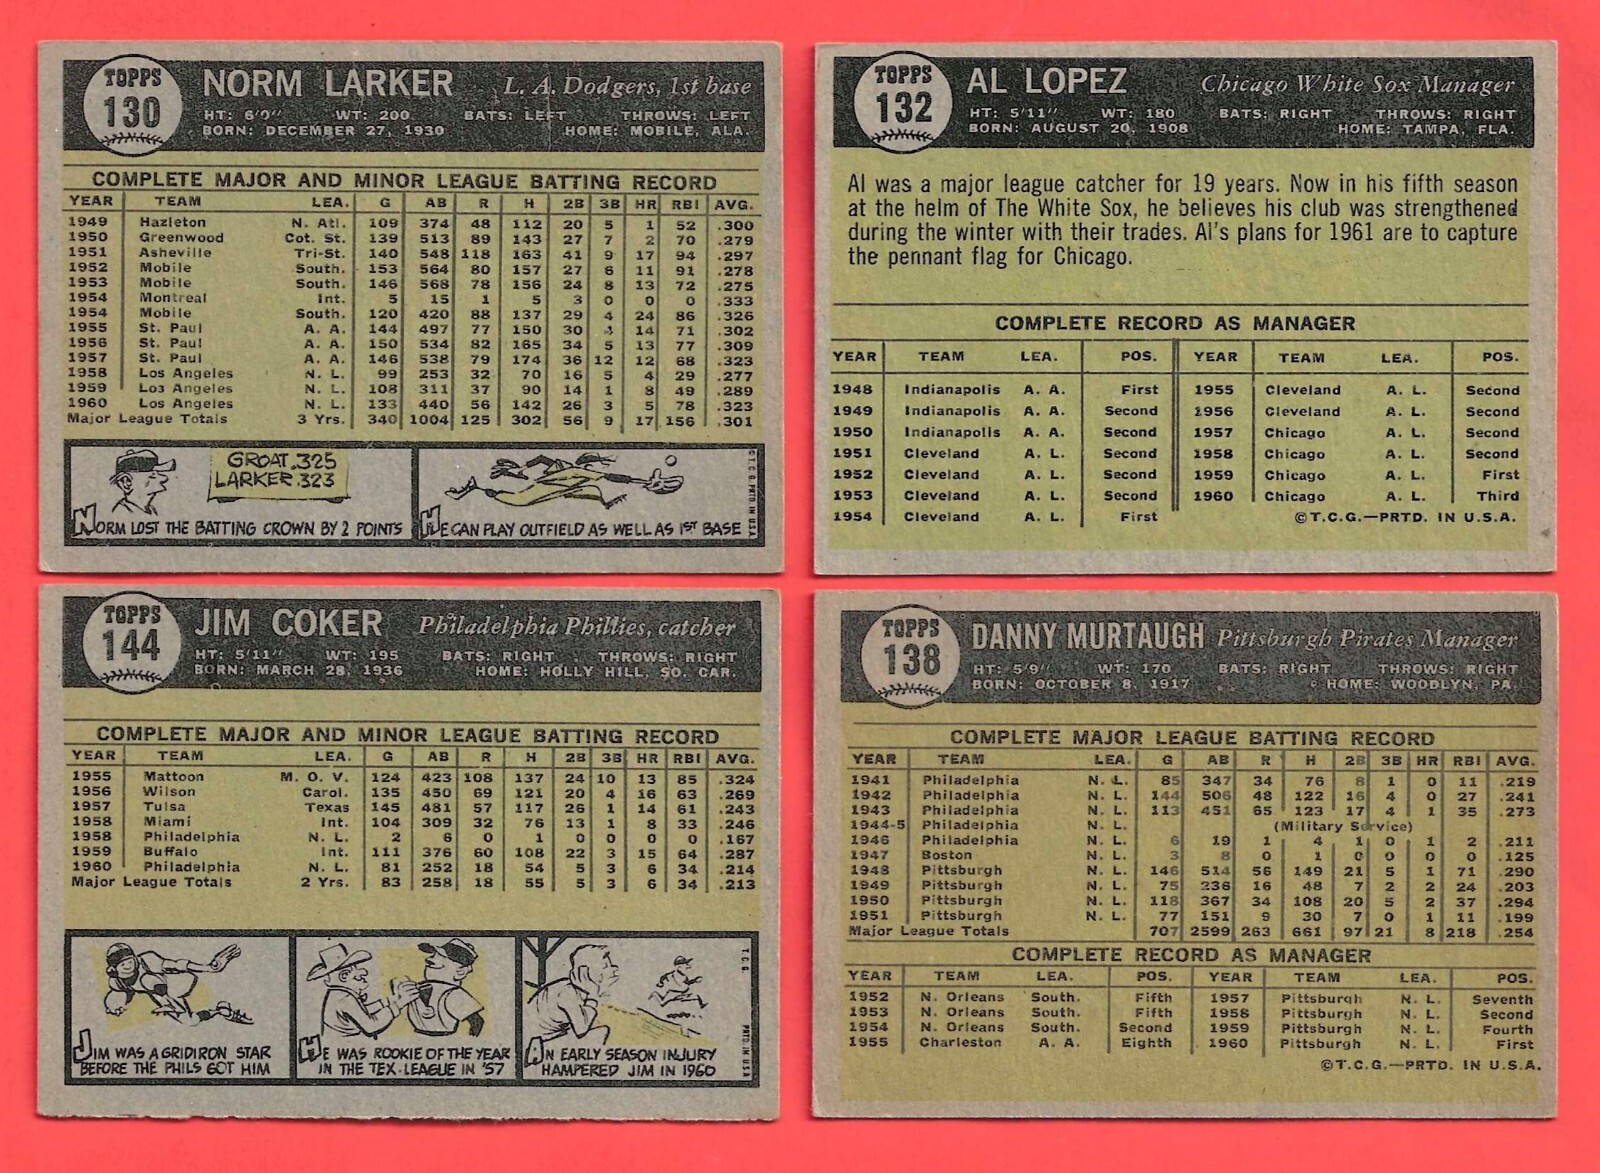 TOPPS
130
NORM LARKER L. A. Dodgers, 1st base
HT: 6'0" WT: 200 BATS: LEFT THROWS: LEFT
BORN: DECEMBER 27, 1930 HOME: MOBILE, ALA.
COMPLETE MAJOR AND MINOR LEAGUE BATTING RECORD
YEAR TEAM LEA. G AB R H 2B 3B HR RBI AVG.
1949 Hazleton N. Atl. 109 374 48 112 20 5 1 52 .300
1950 Greenwood Cot. St. 139 513 89 143 27 7 2 70 .279
1951 Asheville Tri-St. 140 548 118 163 41 9 17 94 .297
1952 Mobile South. 153 564 80 157 27 6 11 91 .278
1953 Mobile South. 146 568 78 156 24 8 13 72 .275
1954 Montreal Int. 5 15 1 5 3 0 0 0 .333
1954 Mobile South. 120 420 88 137 29 4 24 86 .326
1955 St. Paul A. A. 144 497 77 150 30 14 71 .302
1956 St. Paul A. A. 150 534 82 165 34 5 13 77 .309
1957 St. Paul A. A. 146 538 79 174 36 12 12 68 .323
1958 Los Angeles N. L. 99 253 32 70 16 5 4 29 .277
1959 Los Angeles N. L. 108 311 37 90 14 1 8 49 .289
1960 Los Angeles N. L. 133 440 56 142 26 3 5 78 .323
Major League Totals 3 Yrs. 340 1004 125 302 56 9 17 156 .301
GROAT .325
LARKER .323
NORM LOST THE BATTING CROWN BY 2 POINTS
HE CAN PLAY OUTFIELD AS WELL AS 1ST BASE
©T.C.G. PRTD. IN U.S.A.
TOPPS
132
AL LOPEZ Chicago White Sox Manager
HT: 5'11" WT: 180 BATS: RIGHT THROWS: RIGHT
BORN: AUGUST 20, 1908 HOME: TAMPA, FLA.
Al was a major league catcher for 19 years. Now in his fifth season
at the helm of The White Sox, he believes his club was strengthened
during the winter with their trades. Al's plans for 1961 are to capture
the pennant flag for Chicago.
COMPLETE RECORD AS MANAGER
YEAR TEAM LEA. POS. YEAR TEAM LEA. POS.
1948 Indianapolis A. A. First 1955 Cleveland A. L. Second
1949 Indianapolis A. A. Second 1956 Cleveland A. L. Second
1950 Indianapolis A. A. Second 1957 Chicago A. L. Second
1951 Cleveland A. L. Second 1958 Chicago A. L. Second
1952 Cleveland A. L. Second 1959 Chicago A. L. First
1953 Cleveland A. L. Second 1960 Chicago A. L. Third
1954 Cleveland A. L. First ©T.C.G.—PRTD. IN U.S.A.
TOPPS
144
JIM COKER Philadelphia Phillies, catcher
HT: 5'11" WT: 195 BATS: RIGHT THROWS: RIGHT
BORN: MARCH 28, 1936 HOME: HOLLY HILL, SO. CAR.
COMPLETE MAJOR AND MINOR LEAGUE BATTING RECORD
YEAR TEAM LEA. G AB R H 2B 3B HR RBI AVG.
1955 Mattoon M. O. V. 124 423 108 137 24 10 13 85 .324
1956 Wilson Carol. 135 450 69 121 20 4 16 63 .269
1957 Tulsa Texas 145 481 57 117 26 1 14 61 .243
1958 Miami Int. 104 309 32 76 13 1 8 33 .246
1958 Philadelphia N. L. 2 6 0 1 0 0 0 0 .167
1959 Buffalo Int. 111 376 60 108 22 3 15 64 .287
1960 Philadelphia N. L. 81 252 18 54 5 3 6 34 .214
Major League Totals 2 Yrs. 83 258 18 55 5 3 6 34 .213
JIM WAS A GRIDIRON STAR
BEFORE THE PHILS GOT HIM
HE WAS ROOKIE OF THE YEAR
IN THE TEX. LEAGUE IN '57
AN EARLY SEASON INJURY
HAMPERED JIM IN 1960
T.C.G. PRTD. IN U.S.A.
TOPPS
138
DANNY MURTAUGH Pittsburgh Pirates Manager
HT: 5'9" WT: 170 BATS: RIGHT THROWS: RIGHT
BORN: OCTOBER 8, 1917 HOME: WOODLYN, PA.
COMPLETE MAJOR LEAGUE BATTING RECORD
YEAR TEAM LEA. G AB R H 2B 3B HR RBI AVG.
1941 Philadelphia N. L. 85 347 34 76 8 1 0 11 .219
1942 Philadelphia N. L. 144 506 48 122 16 4 0 27 .241
1943 Philadelphia N. L. 113 451 65 123 17 4 1 35 .273
1944-5 Philadelphia N. L. (Military Service)
1946 Philadelphia N. L. 6 19 1 4 1 0 1 2 .211
1947 Boston N. L. 3 8 0 1 0 0 0 0 .125
1948 Pittsburgh N. L. 146 514 56 149 21 5 1 71 .290
1949 Pittsburgh N. L. 75 236 16 48 7 2 2 24 .203
1950 Pittsburgh N. L. 118 367 34 108 20 5 2 37 .294
1951 Pittsburgh N. L. 77 151 9 30 7 0 1 11 .199
Major League Totals 707 2599 263 661 97 21 8 218 .254
COMPLETE RECORD AS MANAGER
YEAR TEAM LEA. POS. YEAR TEAM LEA. POS.
1952 N. Orleans South. Fifth 1957 Pittsburgh N. L. Seventh
1953 N. Orleans South. Fifth 1958 Pittsburgh N. L. Second
1954 N. Orleans South. Second 1959 Pittsburgh N. L. Fourth
1955 Charleston A. A. Eighth 1960 Pittsburgh N. L. First
©T.C.G.—PRTD. IN U.S.A.